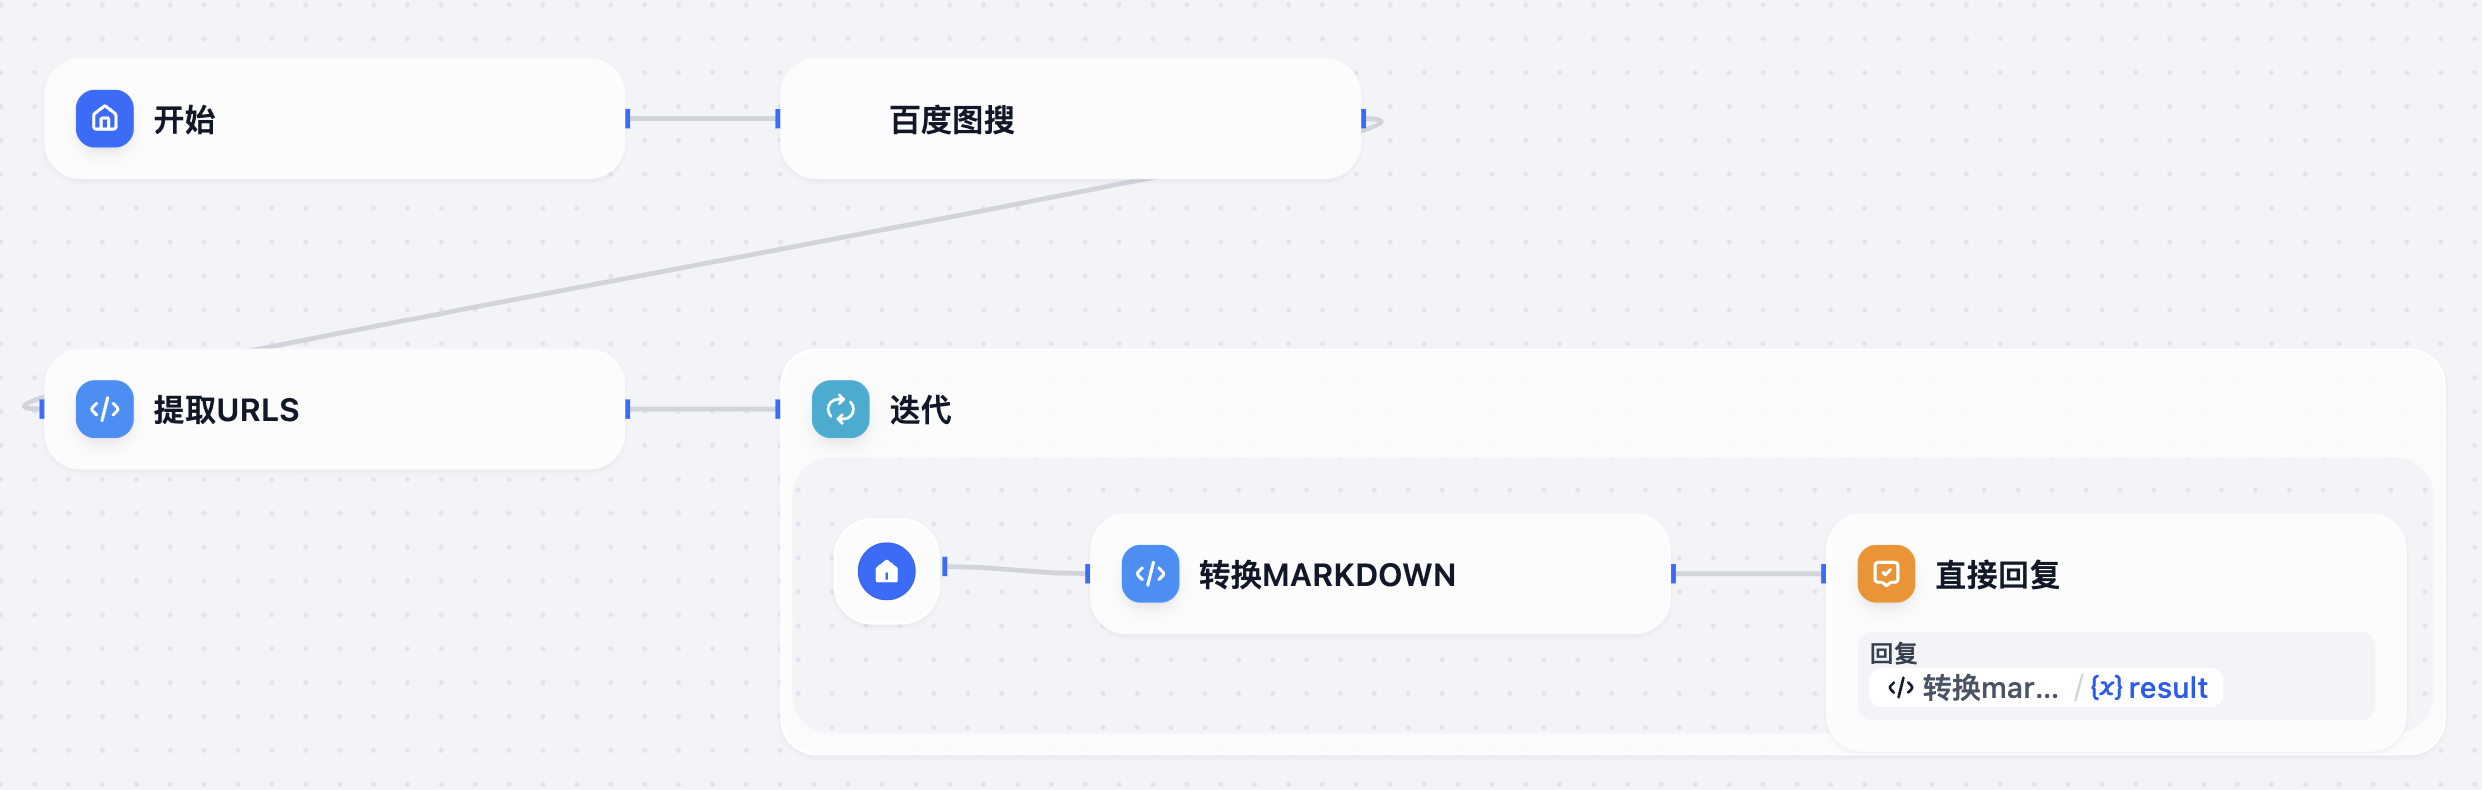 开始
百度图搜
提取URLS
迭代
转换MARKDOWN
直接回复
回复
转换mar... / {x} result